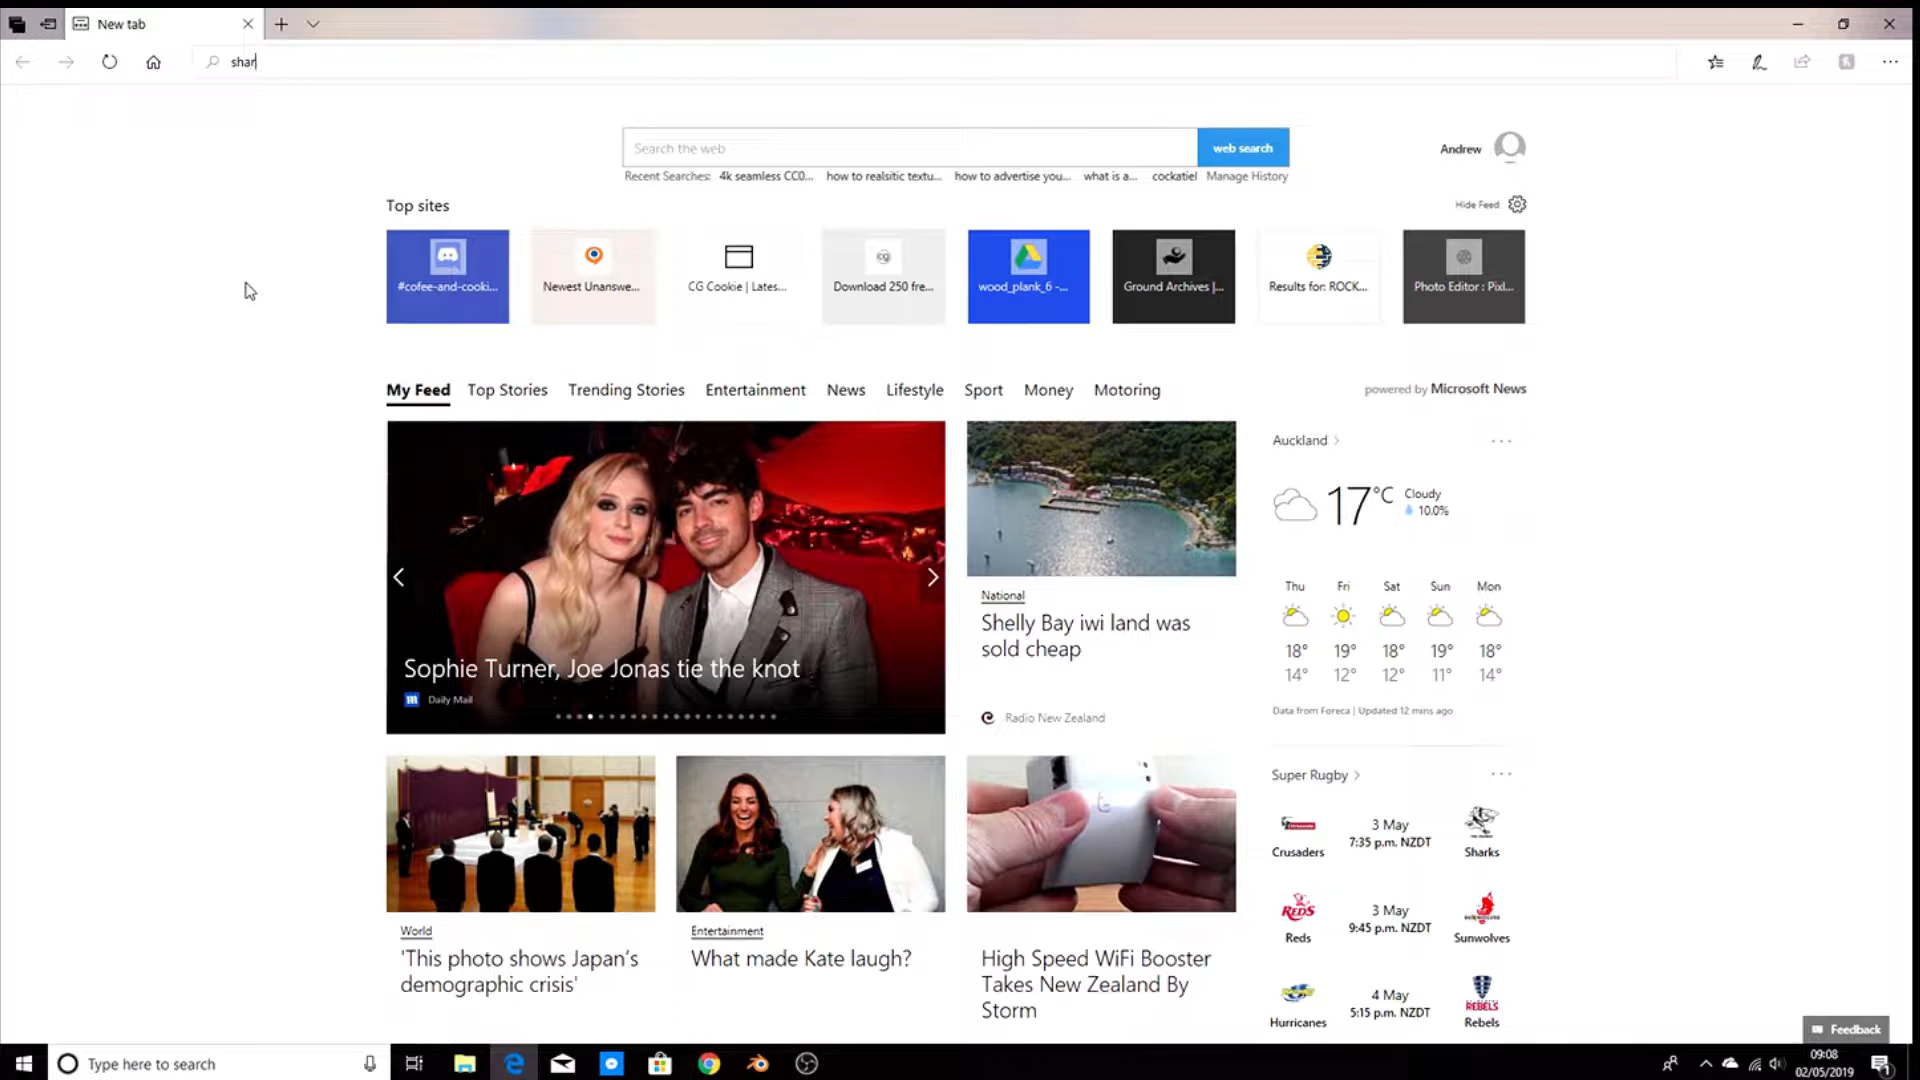 New tab
shar
Search the web
web search
Andrew
Recent Searches: 4k seamless CC0... how to realsitic textu... how to advertise you... what is a... cockatiel Manage History
Top sites
Hide Feed
#cofee-and-cooki...
Newest Unanswe...
CG Cookie | Lates...
Download 250 fre...
wood_plank_6 -...
Ground Archives |...
Results for: ROCK...
Photo Editor : Pixl...
My Feed Top Stories Trending Stories Entertainment News Lifestyle Sport Money Motoring
powered by Microsoft News
Sophie Turner, Joe Jonas tie the knot
Daily Mail
National
Shelly Bay iwi land was
sold cheap
Radio New Zealand
Auckland
17°C
Cloudy
10.0%
Thu Fri Sat Sun Mon
18° 19° 18° 19° 18°
14° 12° 12° 11° 14°
Data from Foreca | Updated 12 mins ago
World
'This photo shows Japan's
demographic crisis'
Entertainment
What made Kate laugh?
High Speed WiFi Booster
Takes New Zealand By
Storm
Super Rugby
Crusaders
3 May
7:35 p.m. NZDT
Sharks
REDS
Reds
3 May
9:45 p.m. NZDT
Sunwolves
Hurricanes
4 May
5:15 p.m. NZDT
REBELS
Rebels
Feedback
Type here to search
09:08
02/05/2019